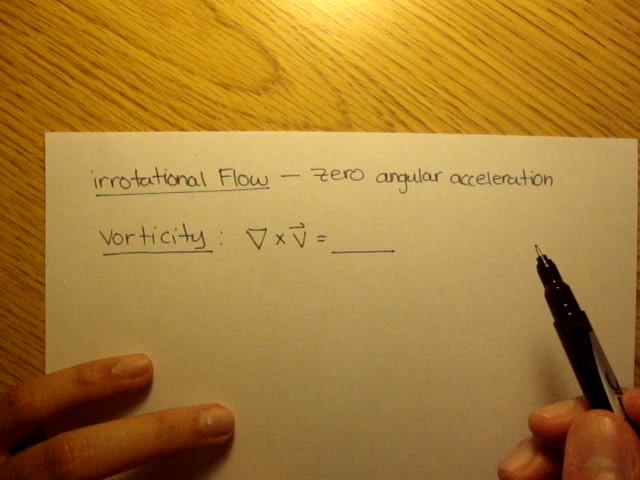 irrotational Flow — zero angular acceleration
Vorticity : ∇ × V⃗ = ____